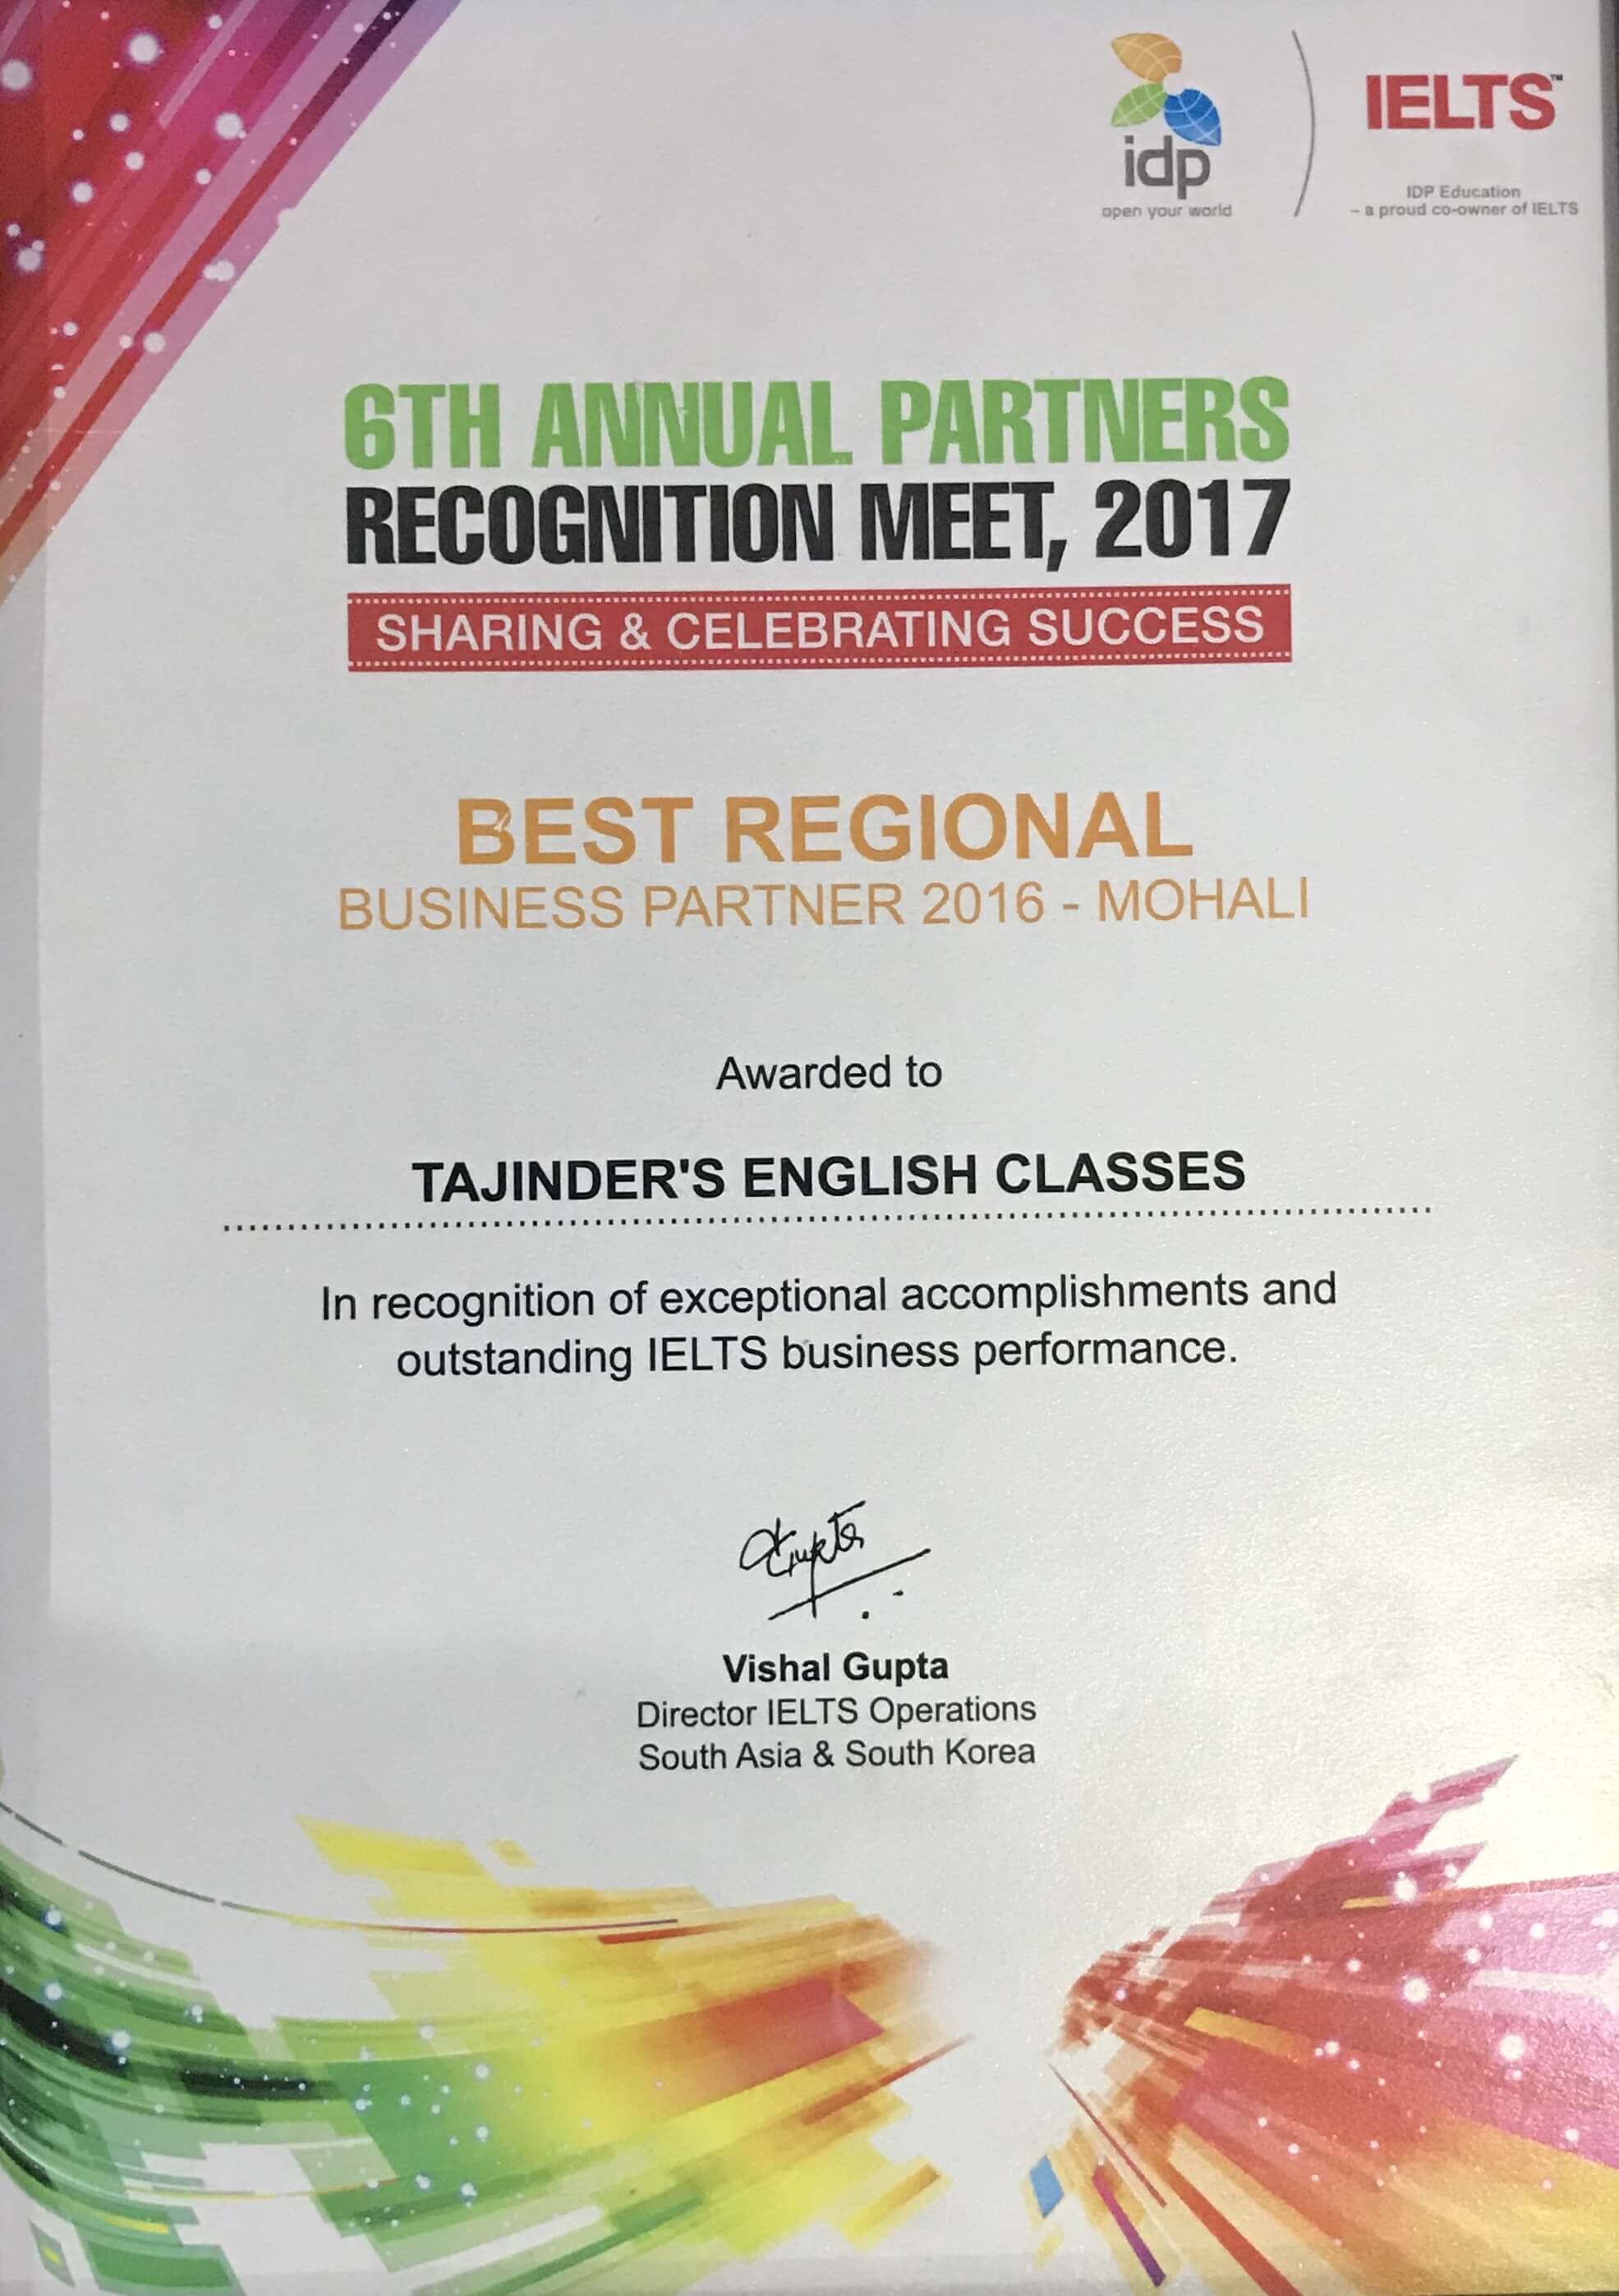 idp
open your world
IELTS™
IDP Education
– a proud co-owner of IELTS
6TH ANNUAL PARTNERS
RECOGNITION MEET, 2017
SHARING & CELEBRATING SUCCESS
BEST REGIONAL
BUSINESS PARTNER 2016 - MOHALI
Awarded to
TAJINDER'S ENGLISH CLASSES
In recognition of exceptional accomplishments and
outstanding IELTS business performance.
Vishal Gupta
Director IELTS Operations
South Asia & South Korea